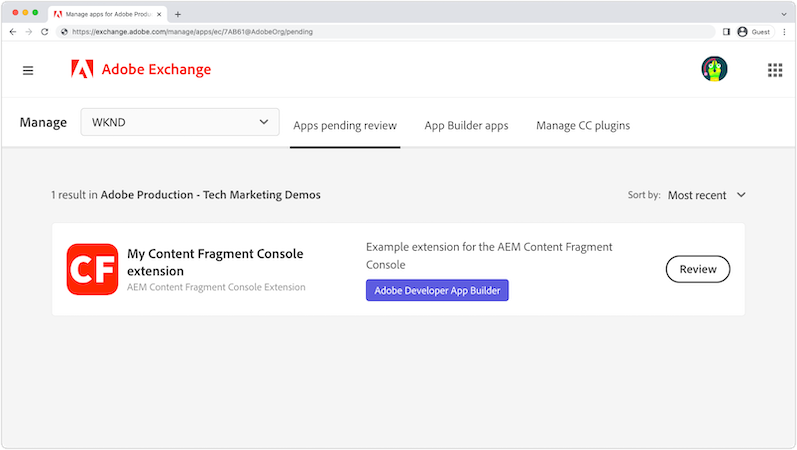 Manage apps for Adobe Produ
https://exchange.adobe.com/manage/apps/ec/7AB61@AdobeOrg/pending
Guest
Adobe Exchange
Manage
WKND
Apps pending review
App Builder apps
Manage CC plugins
1 result in Adobe Production - Tech Marketing Demos
Sort by: Most recent
CF
My Content Fragment Console
extension
AEM Content Fragment Console Extension
Example extension for the AEM Content Fragment
Console
Adobe Developer App Builder
Review